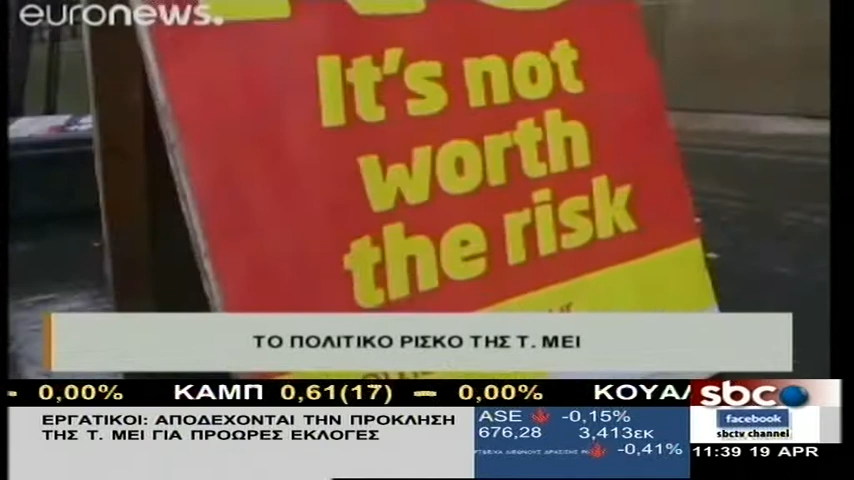 euronews.
It's not
worth
the risk
ΤΟ ΠΟΛΙΤΙΚΟ ΡΙΣΚΟ ΤΗΣ Τ. ΜΕΙ
0,00% ΚΑΜΠ 0,61(17) 0,00% ΚΟΥΑΛ
sbc
ΕΡΓΑΤΙΚΟΙ: ΑΠΟΔΕΧΟΝΤΑΙ ΤΗΝ ΠΡΟΚΛΗΣΗ
ΤΗΣ Τ. ΜΕΙ ΓΙΑ ΠΡΟΩΡΕΣ ΕΚΛΟΓΕΣ
ASE -0,15%
676,28 3,413εκ
-0,41%
facebook
sbctv channel
11:39 19 APR